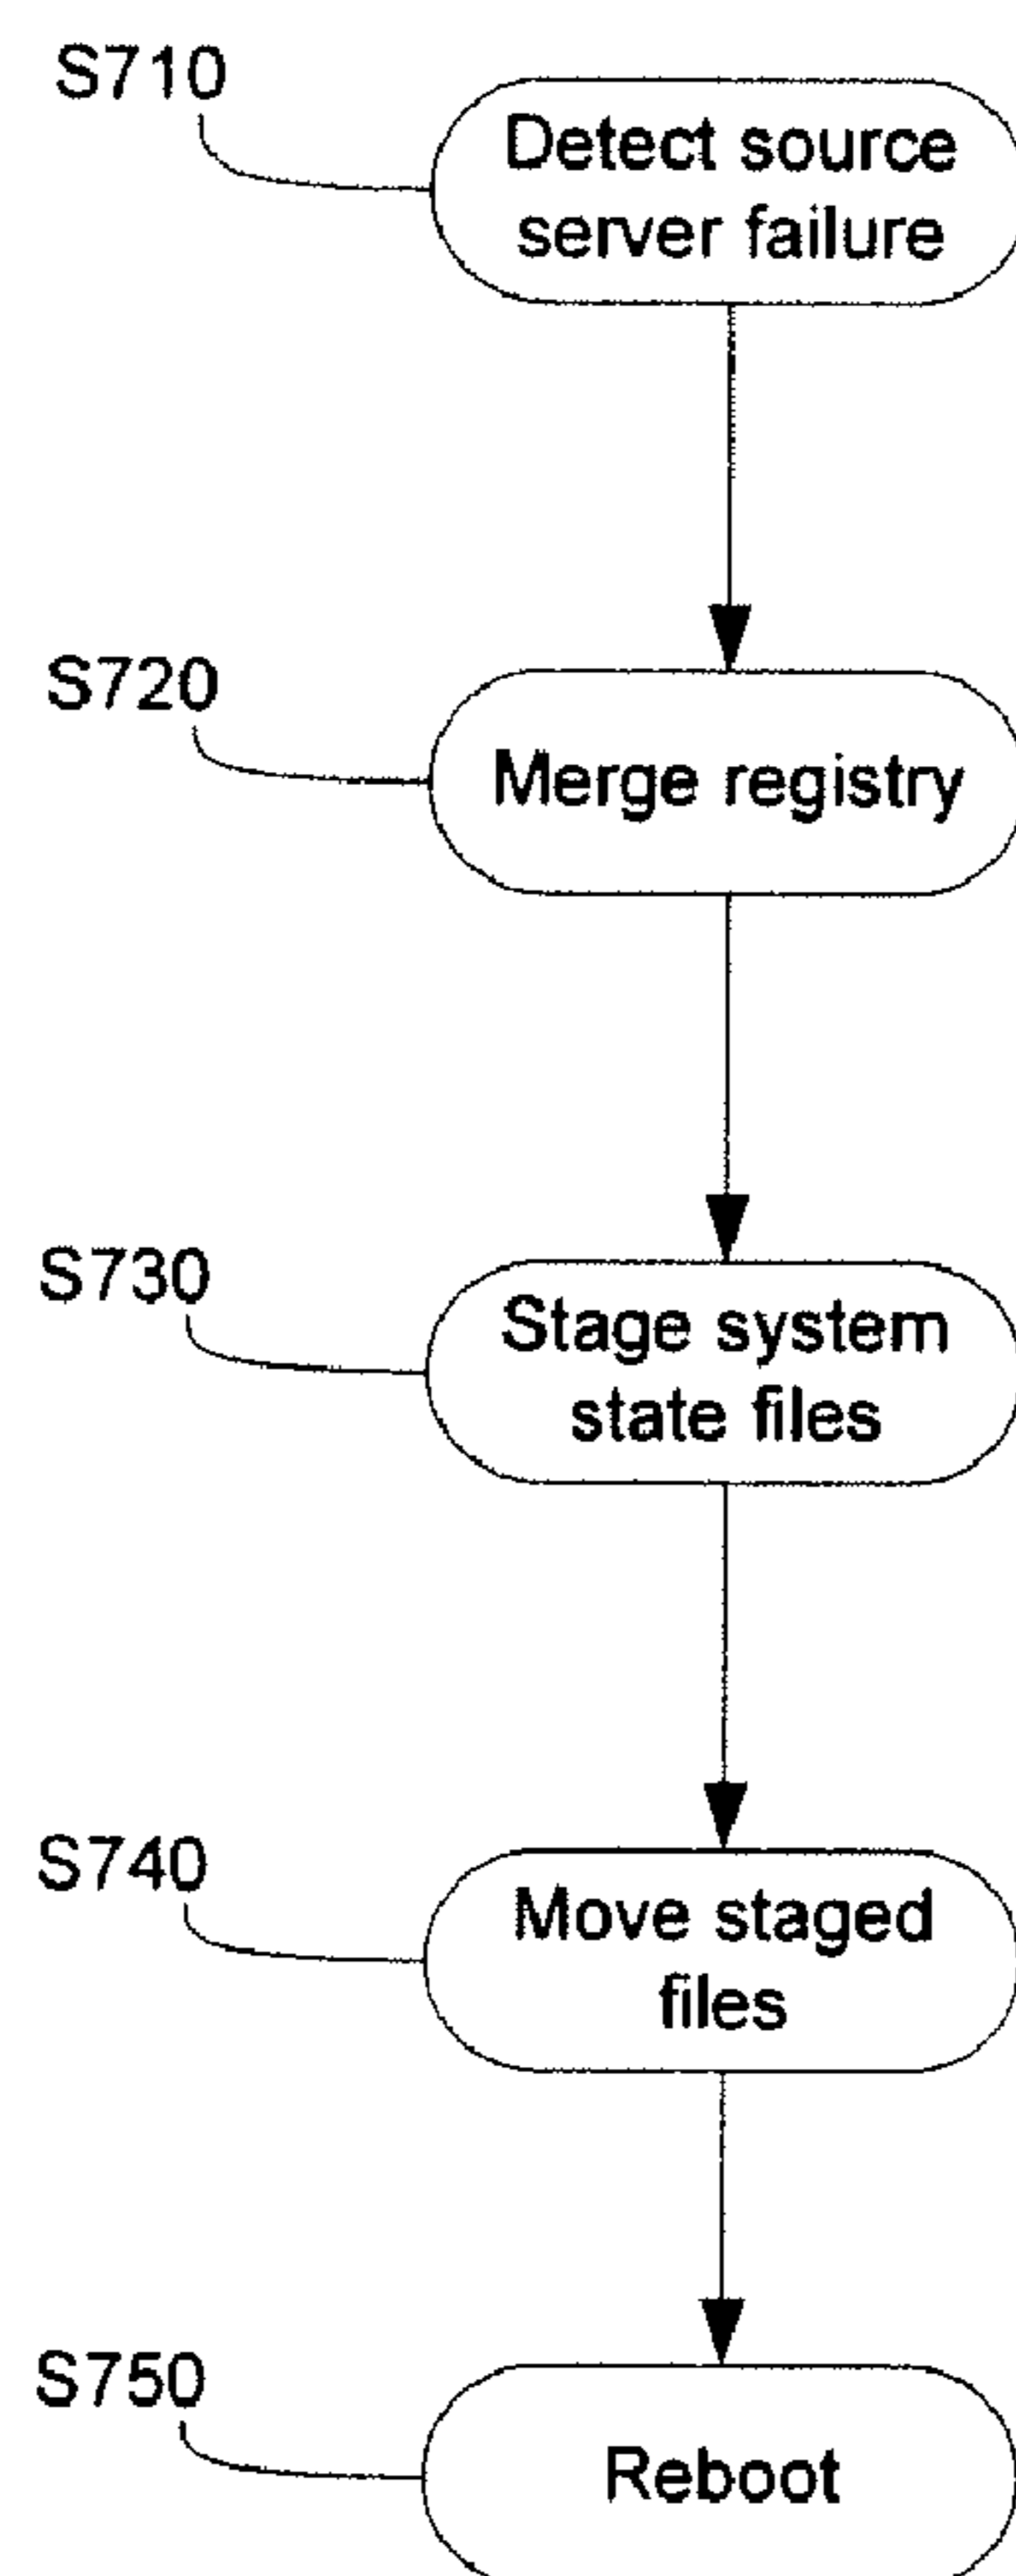 S710
Detect source
server failure
S720
Merge registry
S730
Stage system
state files
S740
Move staged
files
S750
Reboot